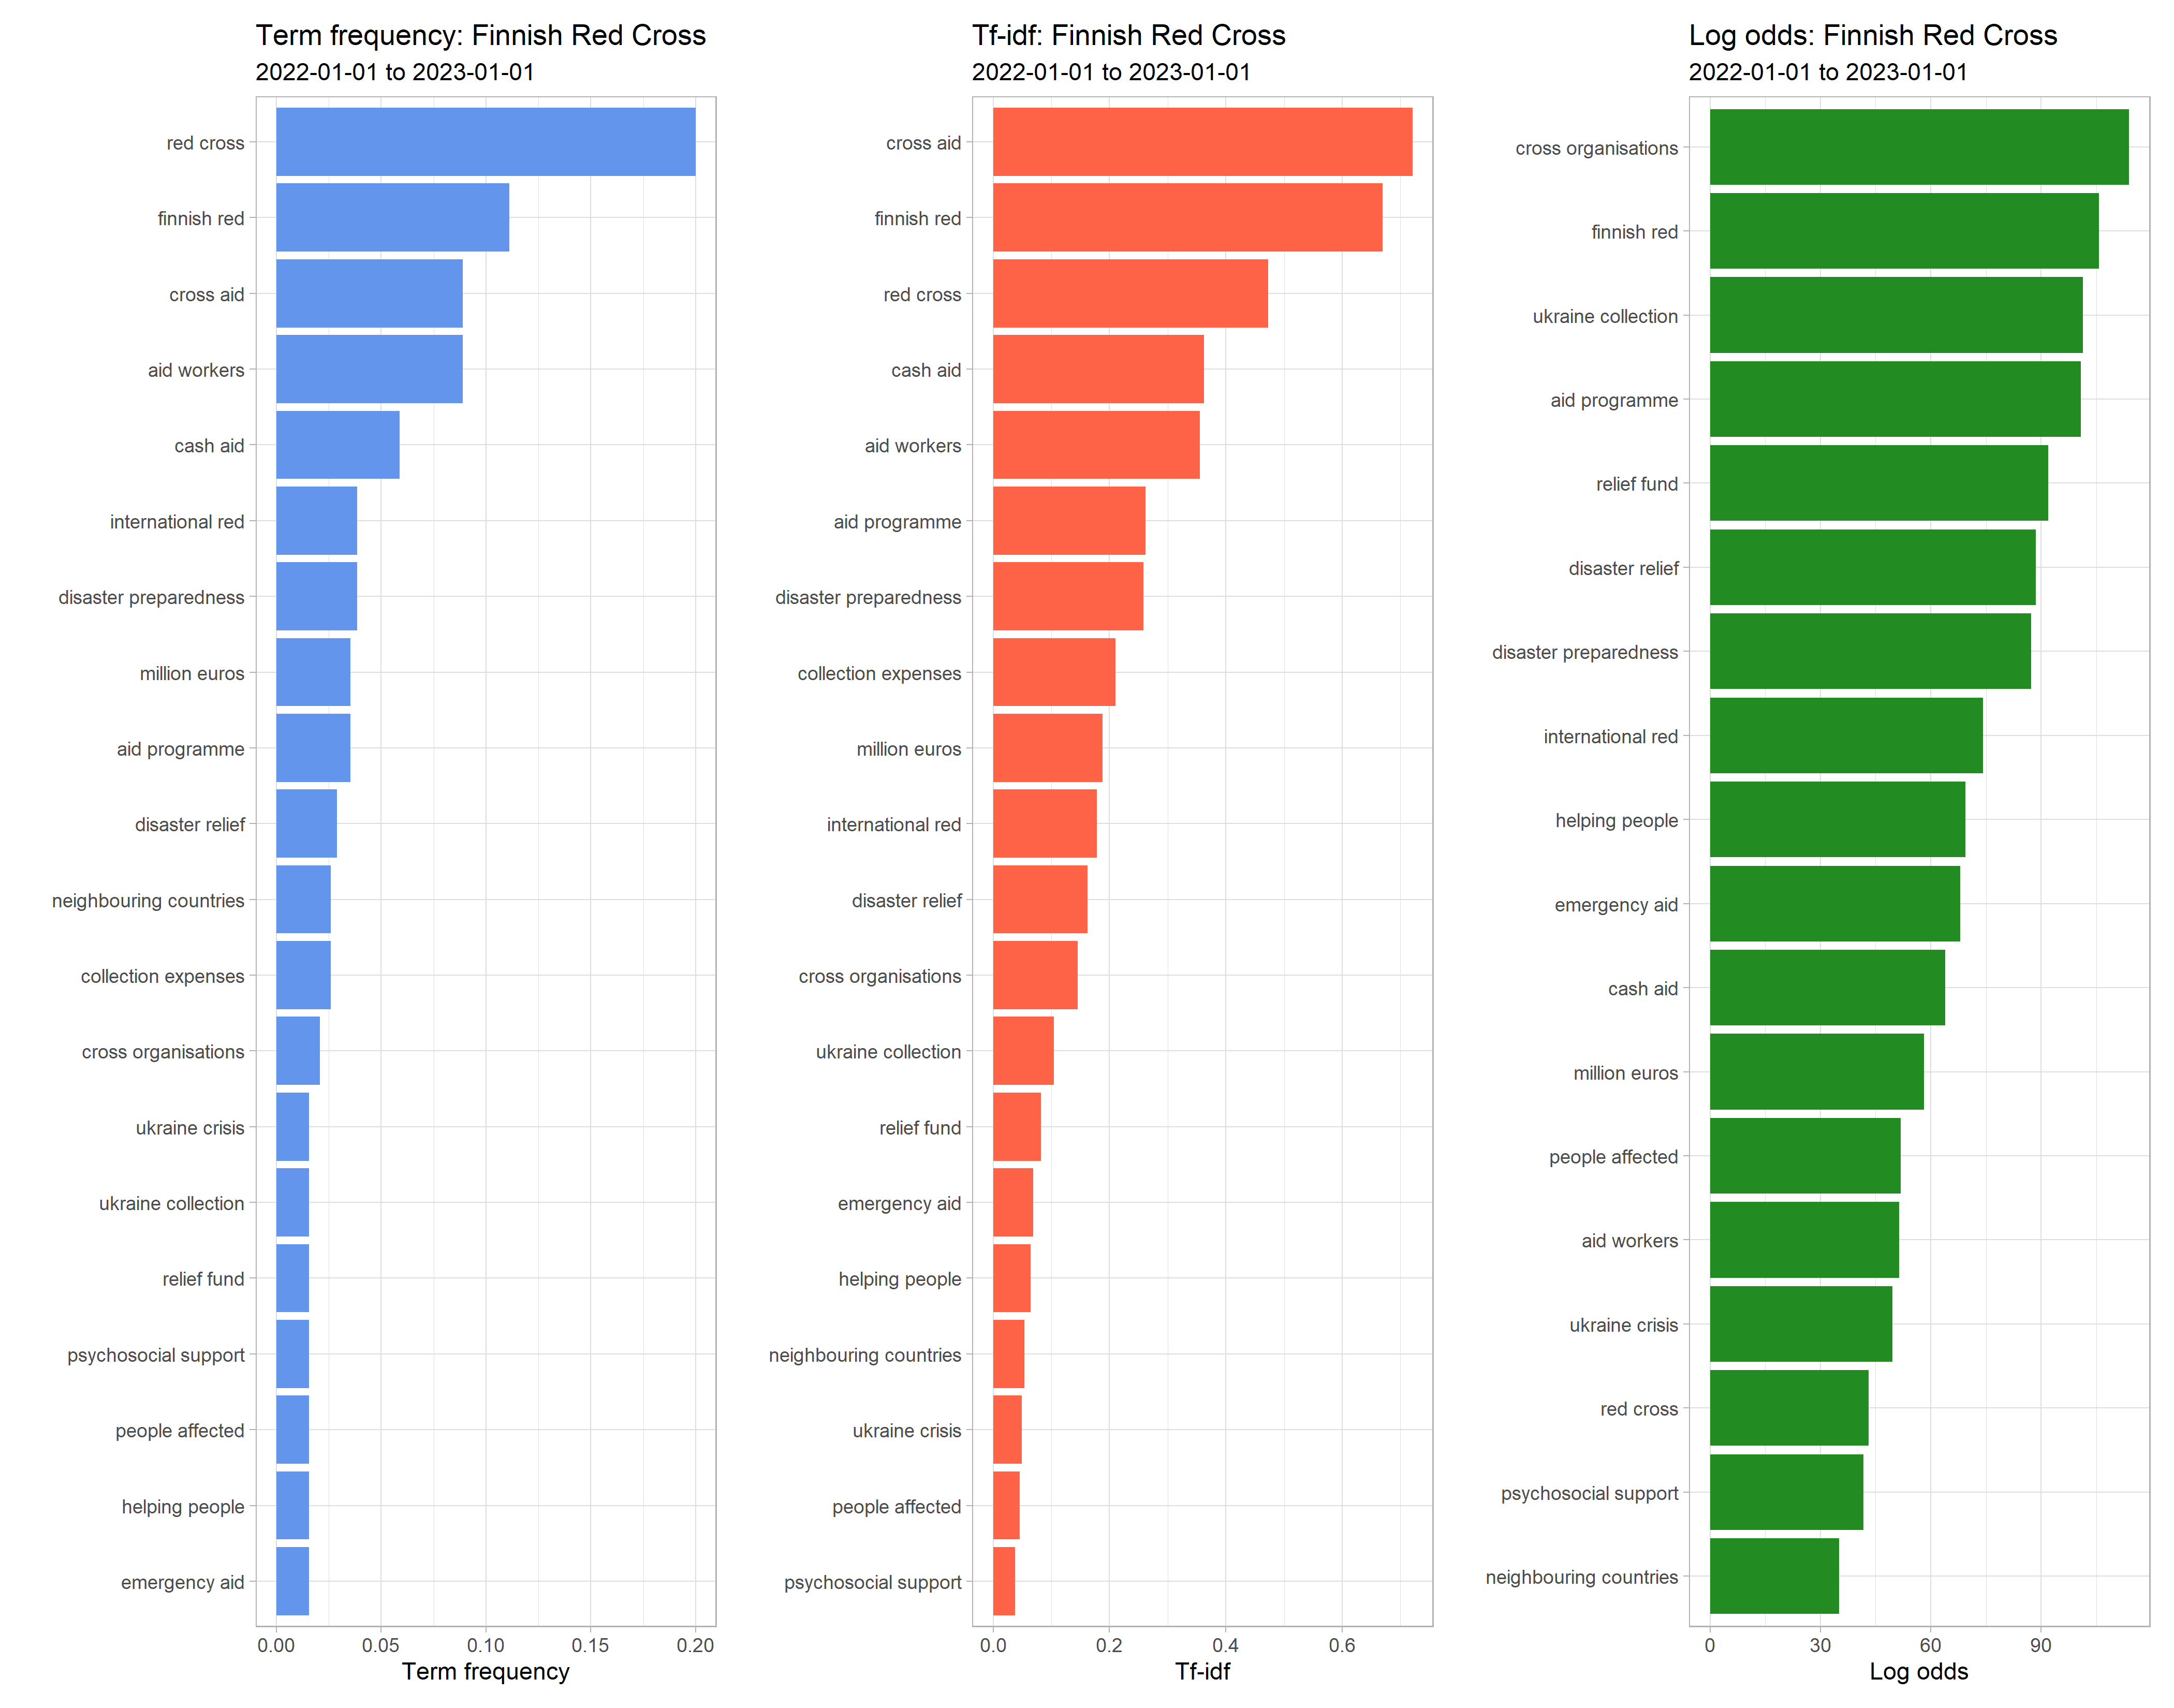 Term frequency: Finnish Red Cross
2022-01-01 to 2023-01-01
red cross
finnish red
cross aid
aid workers
cash aid
international red
disaster preparedness
million euros
aid programme
disaster relief
neighbouring countries
collection expenses
cross organisations
ukraine crisis
ukraine collection
relief fund
psychosocial support
people affected
helping people
emergency aid
0.00 0.05 0.10 0.15 0.20
Term frequency
Tf-idf: Finnish Red Cross
2022-01-01 to 2023-01-01
cross aid
finnish red
red cross
cash aid
aid workers
aid programme
disaster preparedness
collection expenses
million euros
international red
disaster relief
cross organisations
ukraine collection
relief fund
emergency aid
helping people
neighbouring countries
ukraine crisis
people affected
psychosocial support
0.0 0.2 0.4 0.6
Tf-idf
Log odds: Finnish Red Cross
2022-01-01 to 2023-01-01
cross organisations
finnish red
ukraine collection
aid programme
relief fund
disaster relief
disaster preparedness
international red
helping people
emergency aid
cash aid
million euros
people affected
aid workers
ukraine crisis
red cross
psychosocial support
neighbouring countries
0 30 60 90
Log odds